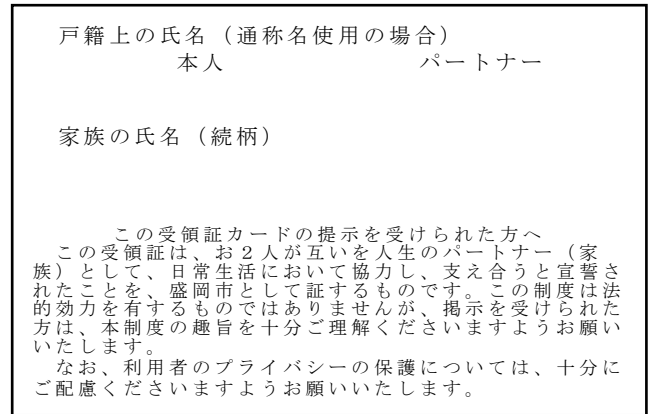 戸籍上の氏名（通称名使用の場合）
本人　パートナー
家族の氏名（続柄）
この受領証カードの提示を受けられた方へ
この受領証は、お２人が互いを人生のパートナー（家
族）として、日常生活において協力し、支え合うと宣誓さ
れたことを、盛岡市として証するものです。この制度は法
的効力を有するものではありませんが、掲示を受けられた
方は、本制度の趣旨を十分ご理解くださいますようお願い
いたします。
なお、利用者のプライバシーの保護については、十分に
ご配慮くださいますようお願いいたします。